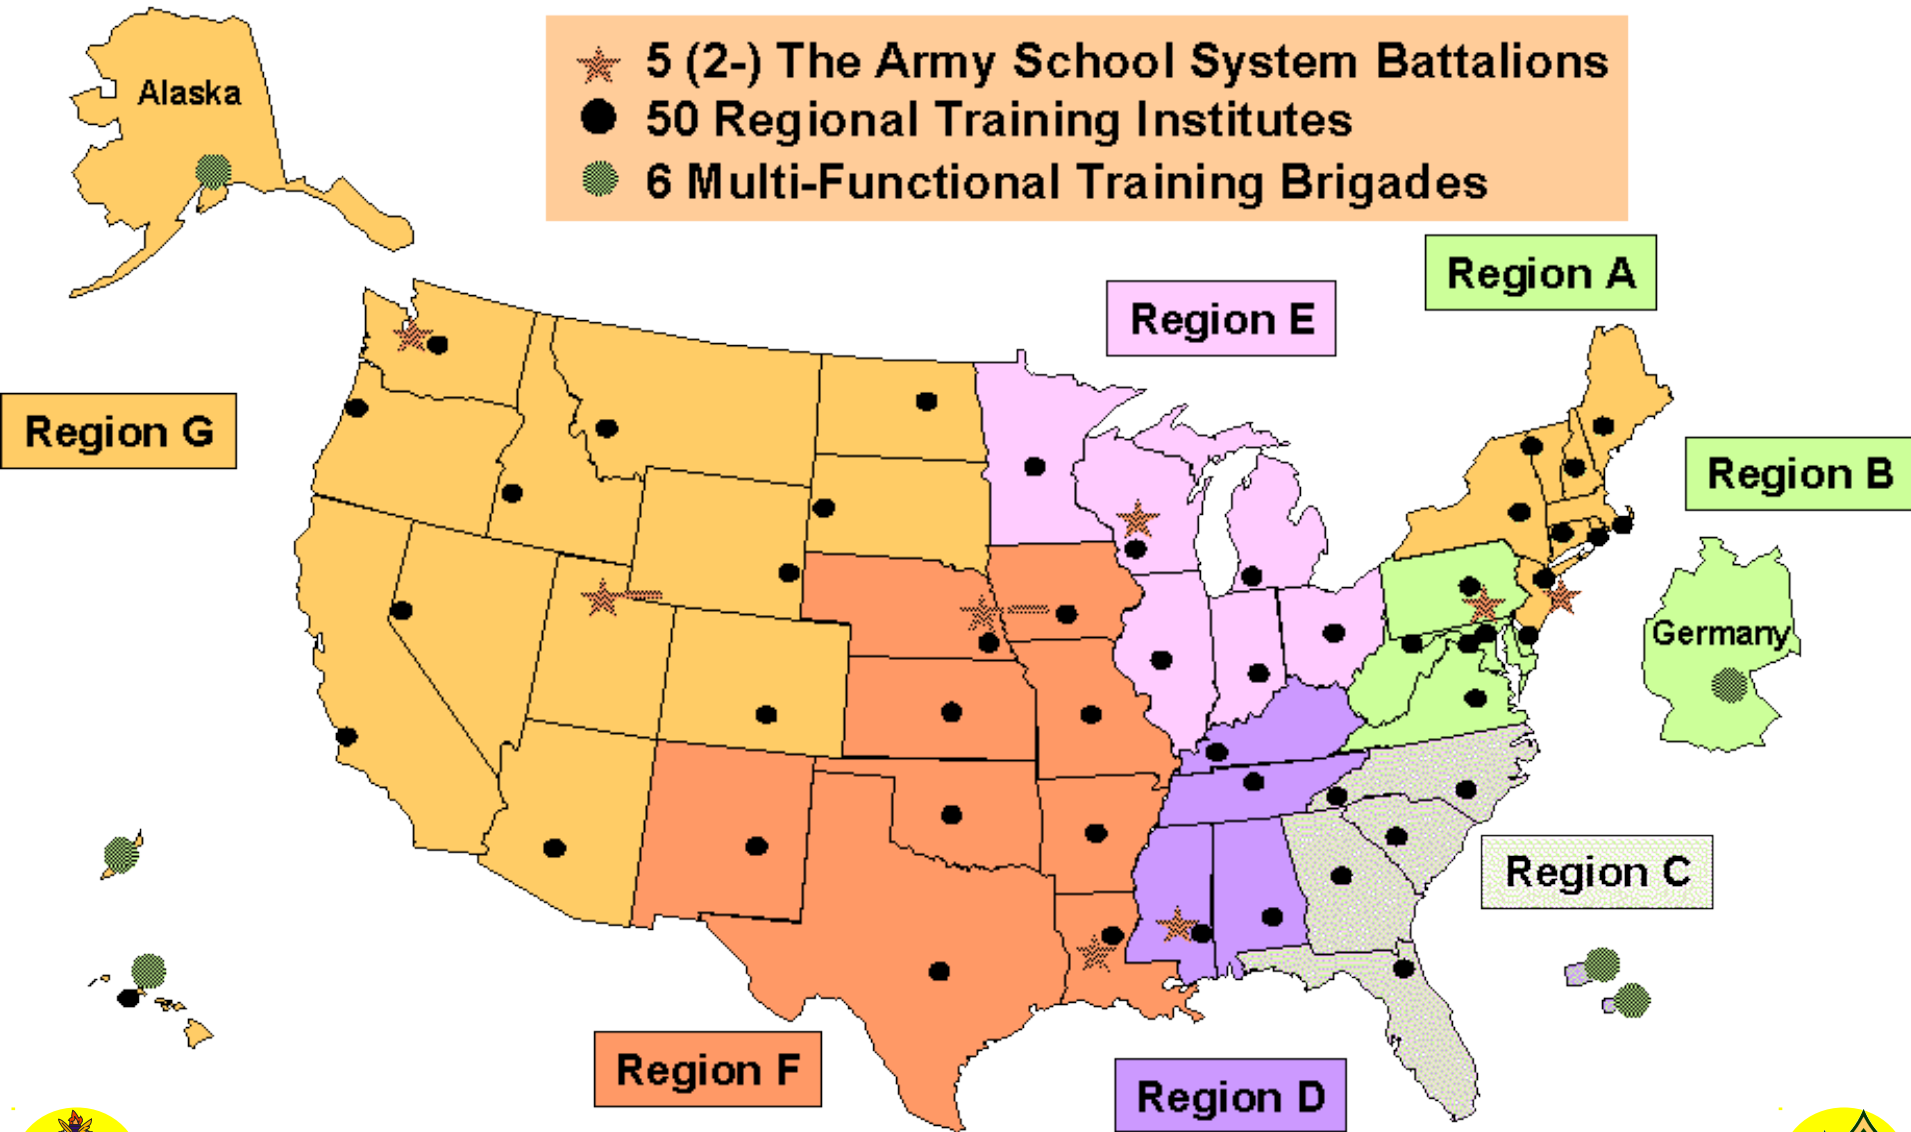 5 (2-) The Army School System Battalions
50 Regional Training Institutes
6 Multi-Functional Training Brigades
Alaska
Region A
Region E
Region G
Region B
Germany
Region C
Region F
Region D